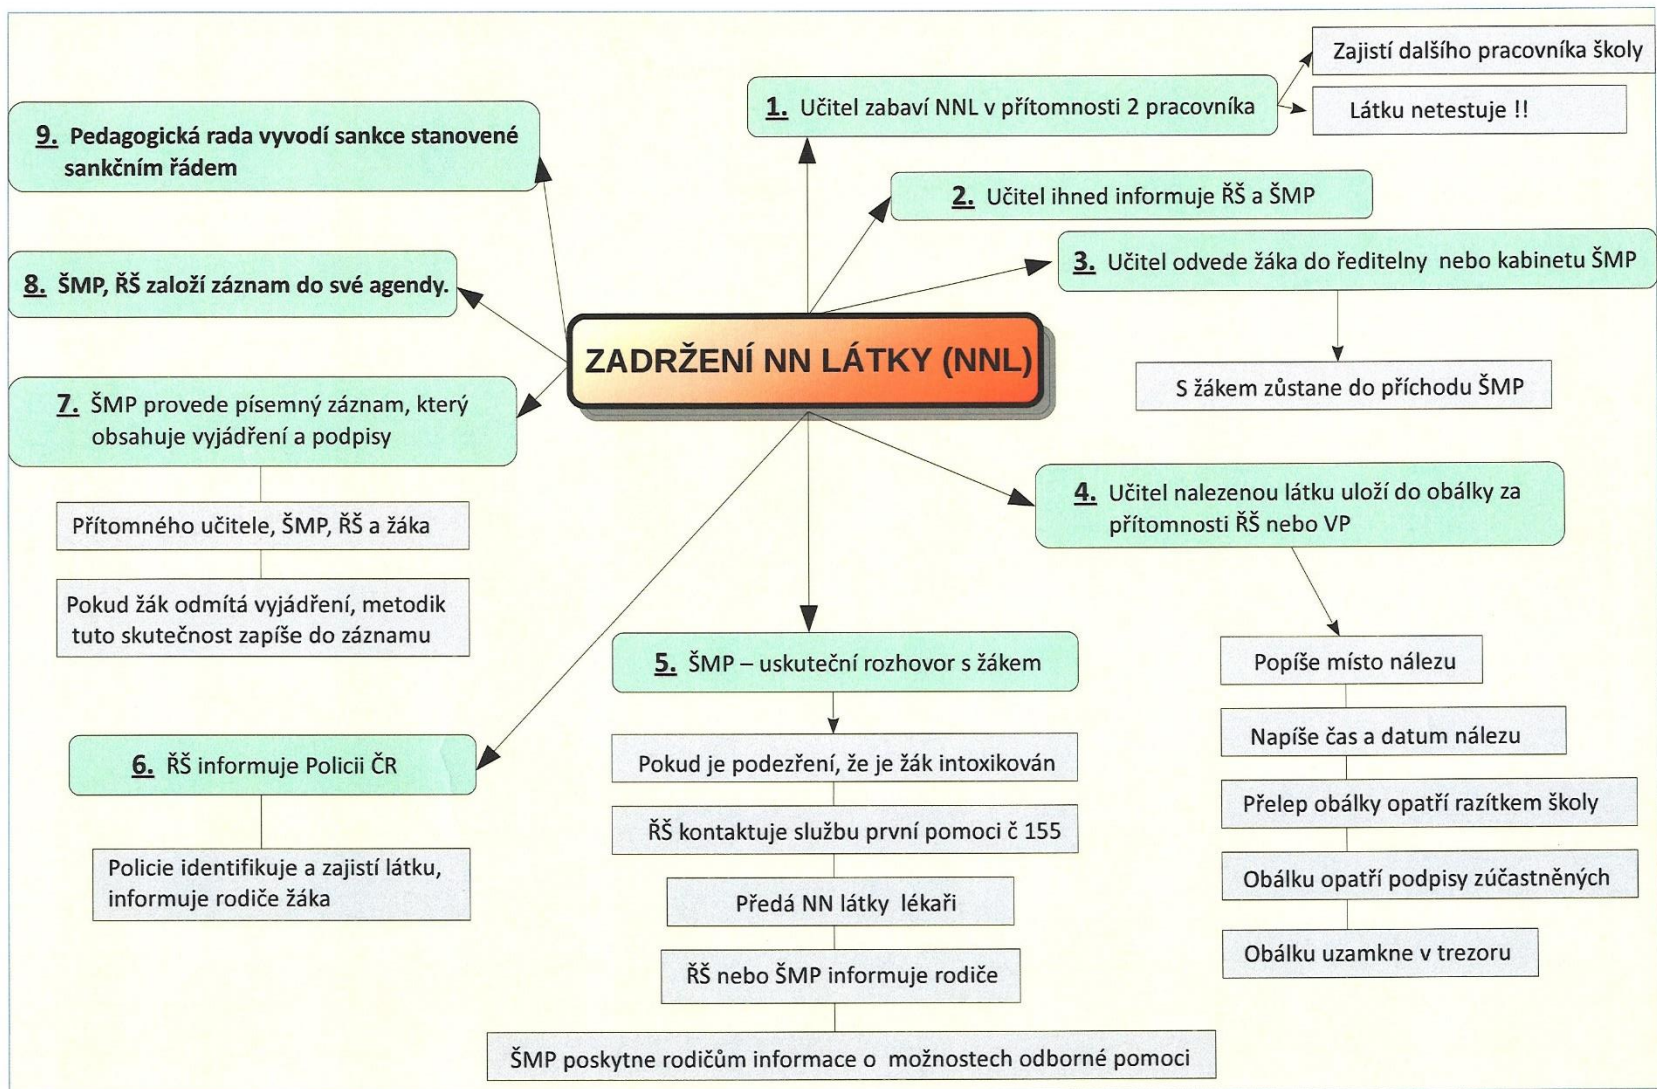 ZADRŽENÍ NN LÁTKY (NNL)
1. Učitel zabaví NNL v přítomnosti 2 pracovníka
Zajistí dalšího pracovníka školy
Látku netestuje !!
2. Učitel ihned informuje ŘŠ a ŠMP
3. Učitel odvede žáka do ředitelny nebo kabinetu ŠMP
S žákem zůstane do příchodu ŠMP
4. Učitel nalezenou látku uloží do obálky za
přítomnosti ŘŠ nebo VP
Popíše místo nálezu
Napíše čas a datum nálezu
Přelep obálky opatří razítkem školy
Obálku opatří podpisy zúčastněných
Obálku uzamkne v trezoru
5. ŠMP – uskuteční rozhovor s žákem
Pokud je podezření, že je žák intoxikován
ŘŠ kontaktuje službu první pomoci č 155
Předá NN látky lékaři
ŘŠ nebo ŠMP informuje rodiče
ŠMP poskytne rodičům informace o možnostech odborné pomoci
6. ŘŠ informuje Policii ČR
Policie identifikuje a zajistí látku,
informuje rodiče žáka
7. ŠMP provede písemný záznam, který
obsahuje vyjádření a podpisy
Přítomného učitele, ŠMP, ŘŠ a žáka
Pokud žák odmítá vyjádření, metodik
tuto skutečnost zapíše do záznamu
8. ŠMP, ŘŠ založí záznam do své agendy.
9. Pedagogická rada vyvodí sankce stanovené
sankčním řádem